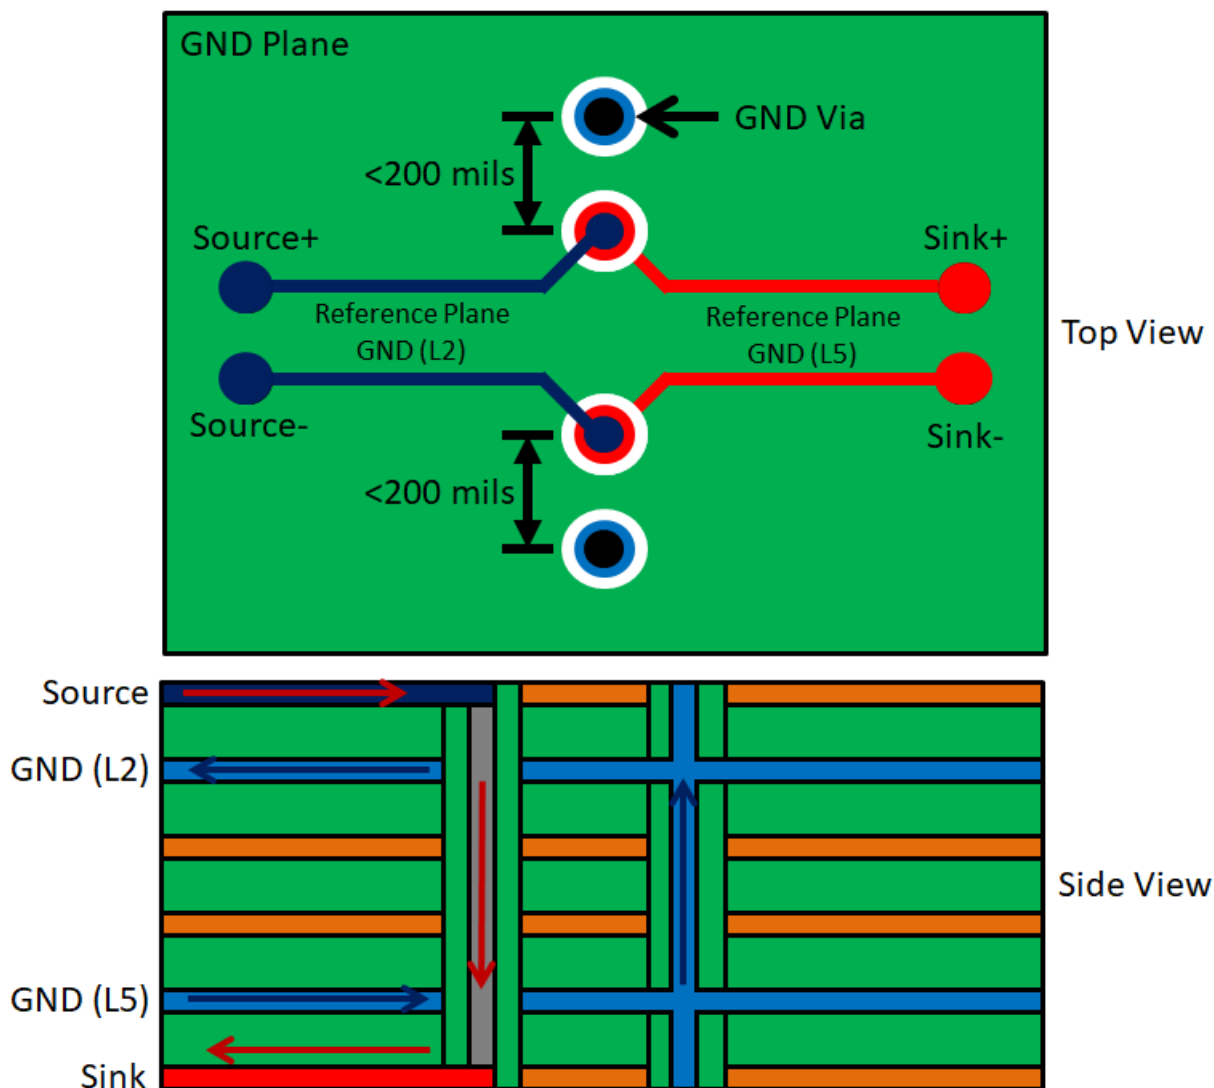 GND Plane
GND Via
<200 mils
Source+
Sink+
Reference Plane
GND (L2)
Reference Plane
GND (L5)
Top View
Source-
Sink-
<200 mils
Source
GND (L2)
Side View
GND (L5)
Sink